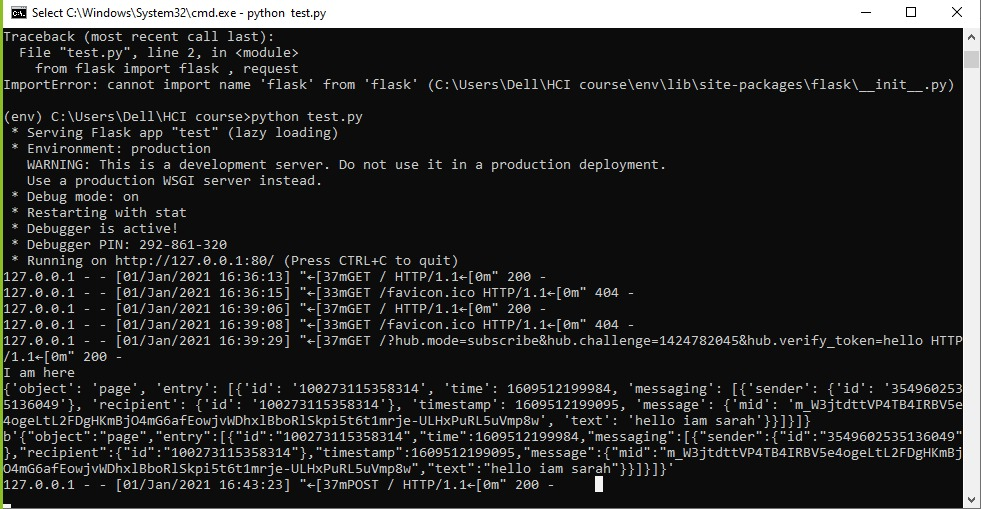 Select C:\Windows\System32\cmd.exe - python  test.py
Traceback (most recent call last):
  File "test.py", line 2, in <module>
    from flask import flask , request
ImportError: cannot import name 'flask' from 'flask' (C:\Users\Dell\HCI course\env\lib\site-packages\flask\__init__.py)
(env) C:\Users\Dell\HCI course>python test.py
 * Serving Flask app "test" (lazy loading)
 * Environment: production
   WARNING: This is a development server. Do not use it in a production deployment.
   Use a production WSGI server instead.
 * Debug mode: on
 * Restarting with stat
 * Debugger is active!
 * Debugger PIN: 292-861-320
 * Running on http://127.0.0.1:80/ (Press CTRL+C to quit)
127.0.0.1 - - [01/Jan/2021 16:36:13] "←[37mGET / HTTP/1.1←[0m" 200 -
127.0.0.1 - - [01/Jan/2021 16:36:15] "←[33mGET /favicon.ico HTTP/1.1←[0m" 404 -
127.0.0.1 - - [01/Jan/2021 16:39:06] "←[37mGET / HTTP/1.1←[0m" 200 -
127.0.0.1 - - [01/Jan/2021 16:39:08] "←[33mGET /favicon.ico HTTP/1.1←[0m" 404 -
127.0.0.1 - - [01/Jan/2021 16:39:29] "←[37mGET /?hub.mode=subscribe&hub.challenge=1424782045&hub.verify_token=hello HTTP
/1.1←[0m" 200 -
I am here
{'object': 'page', 'entry': [{'id': '100273115358314', 'time': 1609512199984, 'messaging': [{'sender': {'id': '354960253
5136049'}, 'recipient': {'id': '100273115358314'}, 'timestamp': 1609512199095, 'message': {'mid': 'm_W3jtdttVP4TB4IRBV5e
4ogeLtL2FDgHKmBjO4mG6afEowjvWDhxlBboRlSkpi5t6t1mrje-ULHxPuRL5uVmp8w', 'text': 'hello iam sarah'}}]}]}
b'{"object":"page","entry":[{"id":"100273115358314","time":1609512199984,"messaging":[{"sender":{"id":"3549602535136049"
},"recipient":{"id":"100273115358314"},"timestamp":1609512199095,"message":{"mid":"m_W3jtdttVP4TB4IRBV5e4ogeLtL2FDgHKmBj
O4mG6afEowjvWDhxlBboRlSkpi5t6t1mrje-ULHxPuRL5uVmp8w","text":"hello iam sarah"}}]}]}'
127.0.0.1 - - [01/Jan/2021 16:43:23] "←[37mPOST / HTTP/1.1←[0m" 200 -